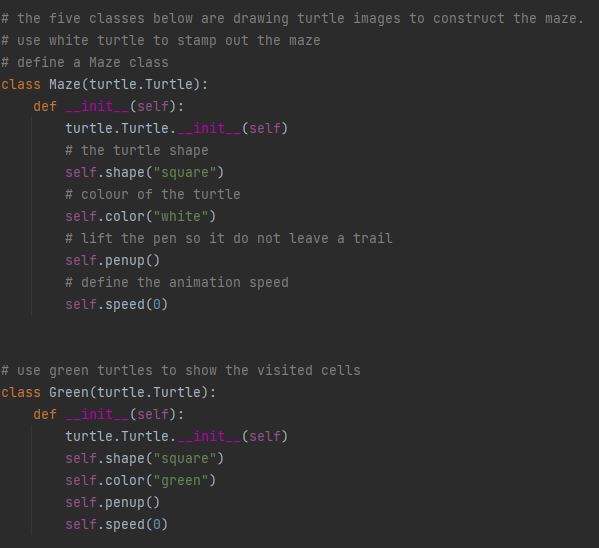 # the five classes below are drawing turtle images to construct the maze.
# use white turtle to stamp out the maze
# define a Maze class
class Maze(turtle.Turtle):
    def __init__(self):
        turtle.Turtle.__init__(self)
        # the turtle shape
        self.shape("square")
        # colour of the turtle
        self.color("white")
        # lift the pen so it do not leave a trail
        self.penup()
        # define the animation speed
        self.speed(0)
# use green turtles to show the visited cells
class Green(turtle.Turtle):
    def __init__(self):
        turtle.Turtle.__init__(self)
        self.shape("square")
        self.color("green")
        self.penup()
        self.speed(0)